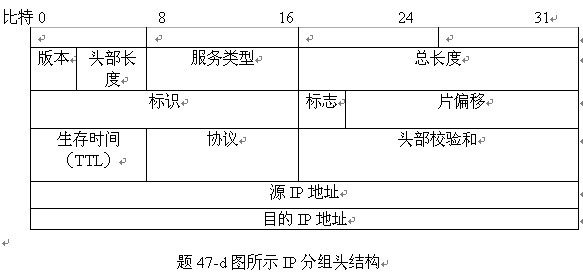 比特 0 8 16 24 31
版本 头部长度 服务类型 总长度
标识 标志 片偏移
生存时间（TTL） 协议 头部校验和
源 IP 地址
目的 IP 地址
题 47-d 图所示 IP 分组头结构